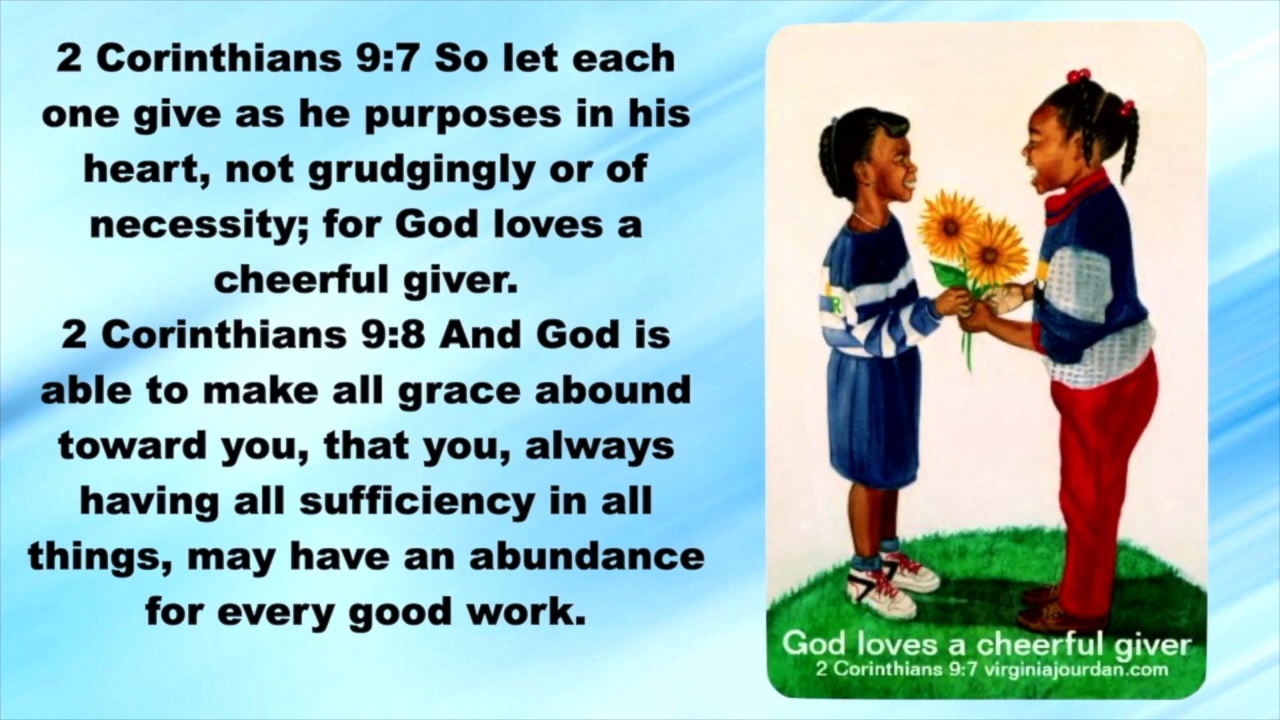 2 Corinthians 9:7 So let each
one give as he purposes in his
heart, not grudgingly or of
necessity; for God loves a
cheerful giver.
2 Corinthians 9:8 And God is
able to make all grace abound
toward you, that you, always
having all sufficiency in all
things, may have an abundance
for every good work.
R
God loves a cheerful giver
2 Corinthians 9:7 virginiajourdan.com